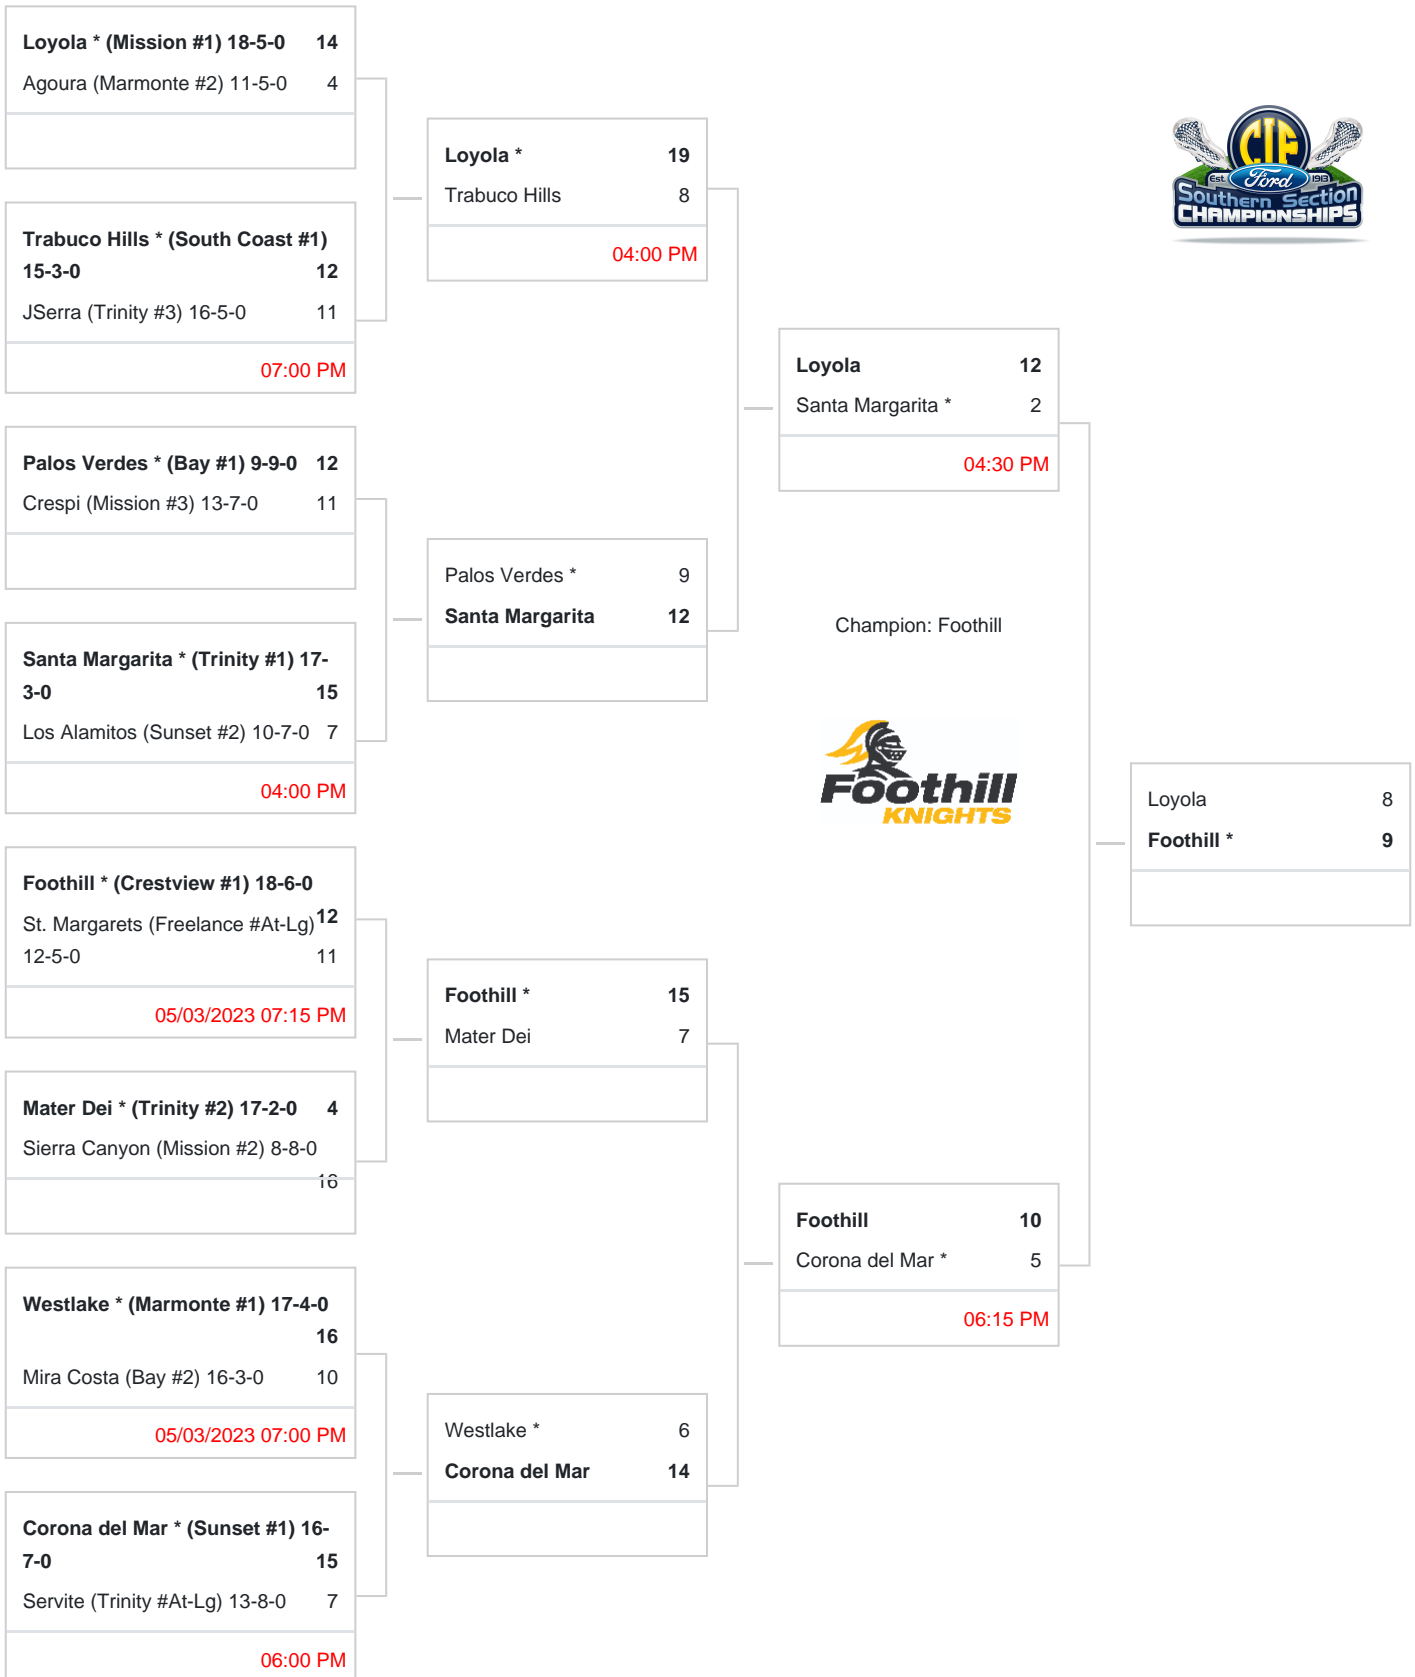 Loyola * (Mission #1) 18-5-0 14
Agoura (Marmonte #2) 11-5-0 4
Trabuco Hills * (South Coast #1)
15-3-0 12
JSerra (Trinity #3) 16-5-0 11
07:00 PM
Palos Verdes * (Bay #1) 9-9-0 12
Crespi (Mission #3) 13-7-0 11
Santa Margarita * (Trinity #1) 17-
3-0 15
Los Alamitos (Sunset #2) 10-7-0 7
04:00 PM
Foothill * (Crestview #1) 18-6-0
12
St. Margarets (Freelance #At-Lg)
12-5-0 11
05/03/2023 07:15 PM
Mater Dei * (Trinity #2) 17-2-0 4
Sierra Canyon (Mission #2) 8-8-0
16
Westlake * (Marmonte #1) 17-4-0
16
Mira Costa (Bay #2) 16-3-0 10
05/03/2023 07:00 PM
Corona del Mar * (Sunset #1) 16-
7-0 15
Servite (Trinity #At-Lg) 13-8-0 7
06:00 PM
Loyola * 19
Trabuco Hills 8
04:00 PM
Palos Verdes * 9
Santa Margarita 12
Foothill * 15
Mater Dei 7
Westlake * 6
Corona del Mar 14
Loyola 12
Santa Margarita * 2
04:30 PM
Champion: Foothill
Foothill
KNIGHTS
Foothill 10
Corona del Mar * 5
06:15 PM
CIF
Est. Ford 1913
Southern Section
CHAMPIONSHIPS
Loyola 8
Foothill * 9